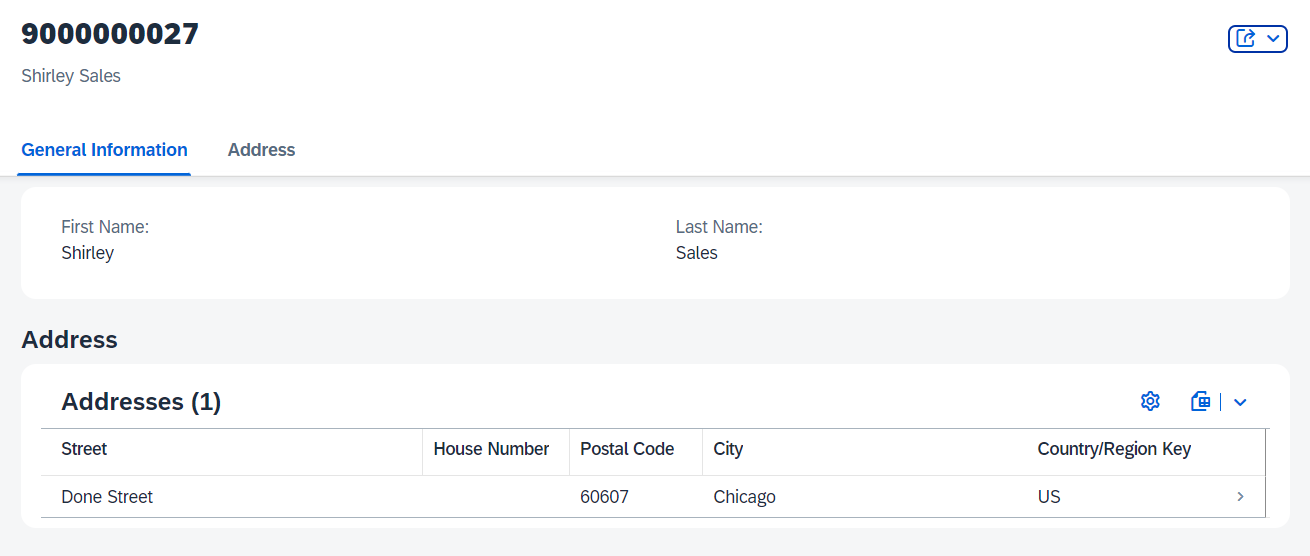 9000000027
Shirley Sales
General Information Address
First Name: Last Name:
Shirley Sales
Address
Addresses (1)
Street House Number Postal Code City Country/Region Key
Done Street 60607 Chicago US